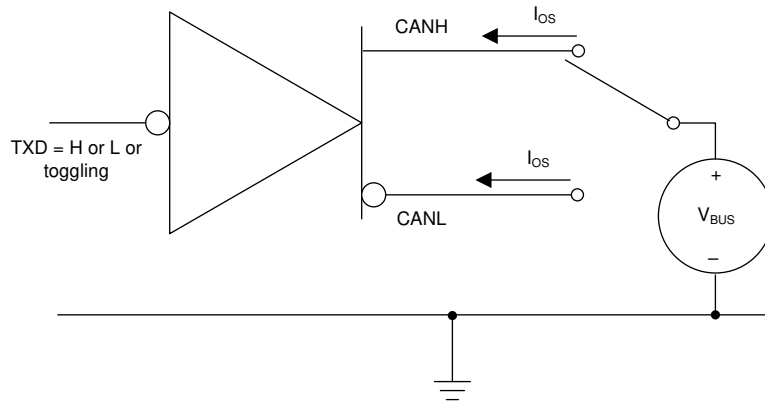 CANH
I_OS
TXD = H or L or
toggling
I_OS
CANL
+
V_BUS
–